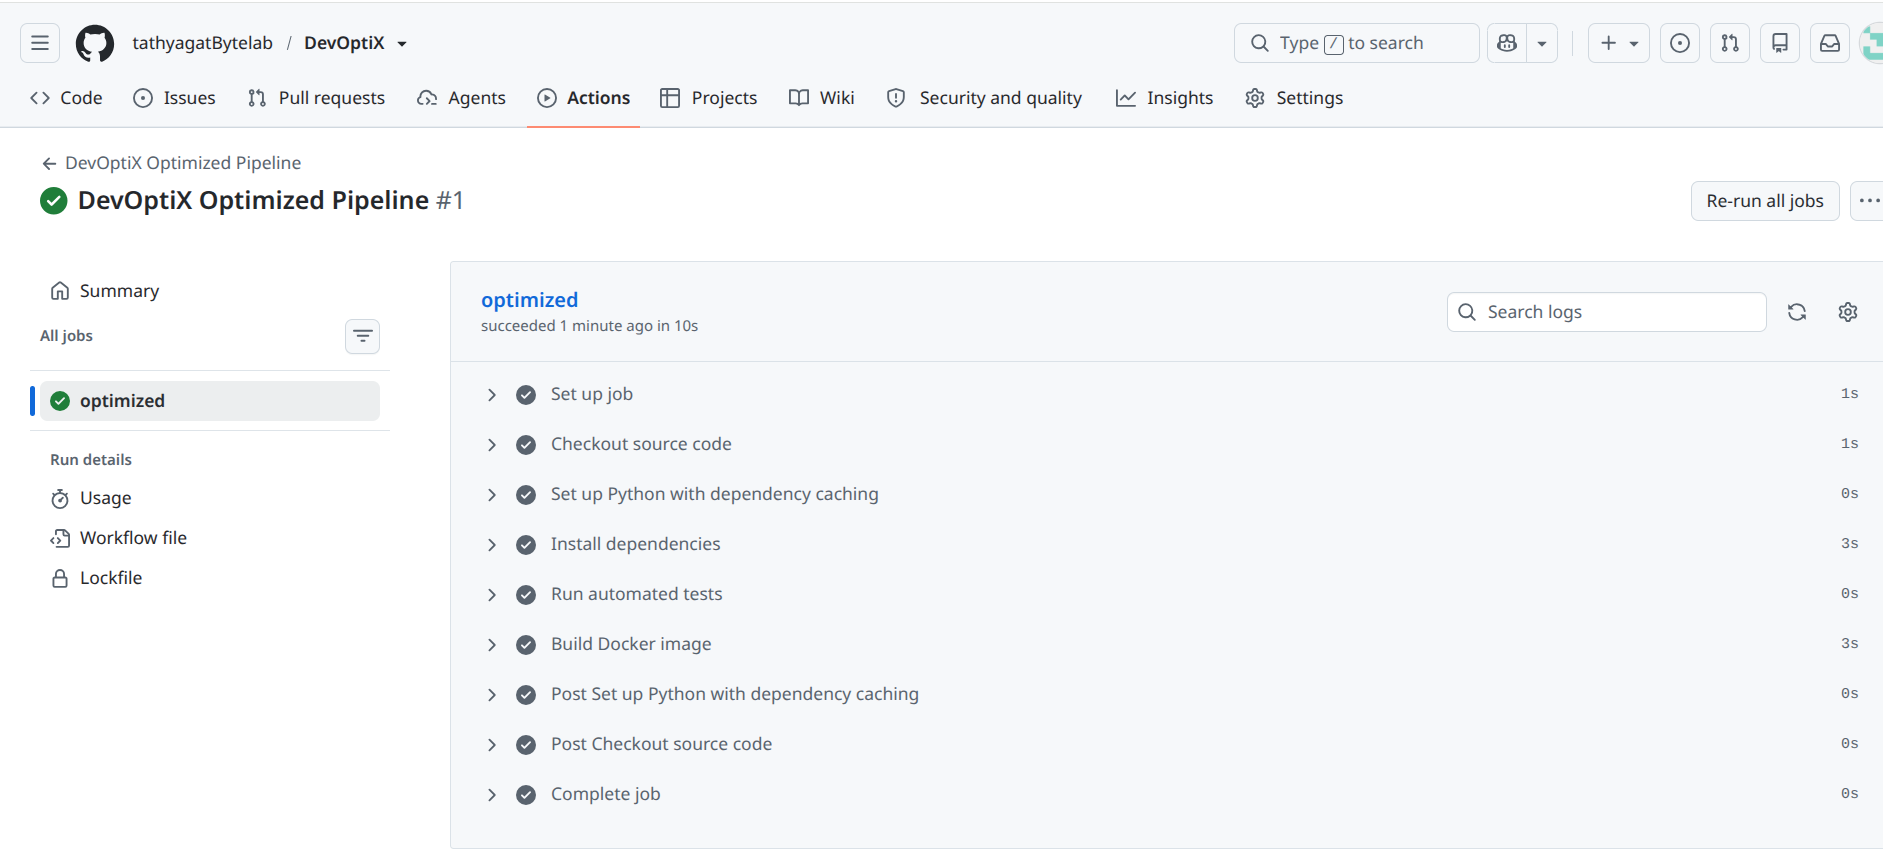 tathyagatBytelab / DevOptiX
Type / to search
Code Issues Pull requests Agents Actions Projects Wiki Security and quality Insights Settings
DevOptiX Optimized Pipeline
DevOptiX Optimized Pipeline #1
Re-run all jobs
Summary
All jobs
optimized
Run details
Usage
Workflow file
Lockfile
optimized
succeeded 1 minute ago in 10s
Search logs
Set up job 1s
Checkout source code 1s
Set up Python with dependency caching 0s
Install dependencies 3s
Run automated tests 0s
Build Docker image 3s
Post Set up Python with dependency caching 0s
Post Checkout source code 0s
Complete job 0s